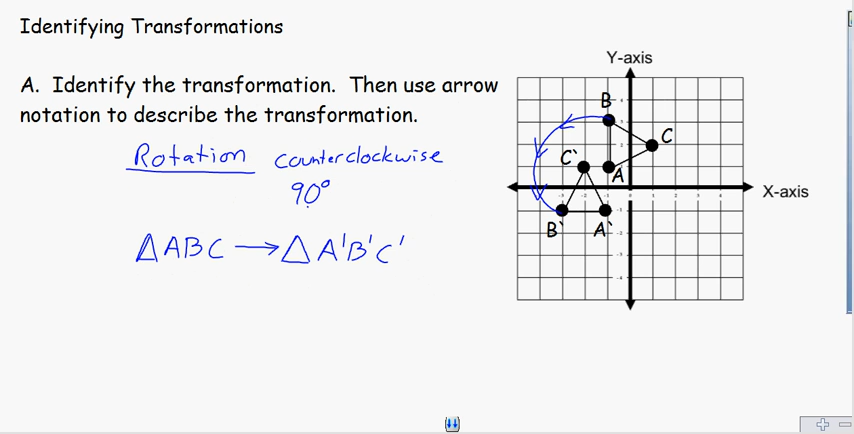 Identifying Transformations
A. Identify the transformation. Then use arrow
notation to describe the transformation.
Rotation counterclockwise
90°
△ABC → △A'B'C'
Y-axis
B
C
C`
A
X-axis
B` A`